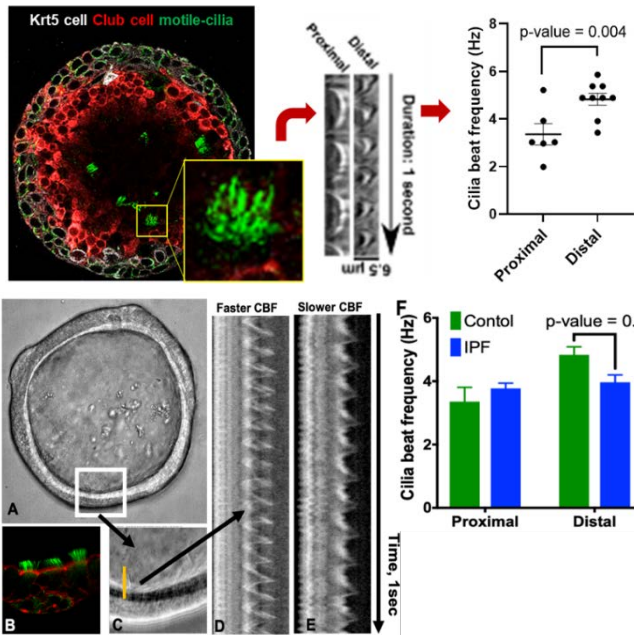 Krt5 cell Club cell motile-cilia
Proximal
Distal
Duration: 1 second
6.5 µm
Cilia beat frequency (Hz)
8
6
4
2
0
p-value = 0.004
Proximal
Distal
A
B
C
Faster CBF
Slower CBF
D
E
Time, 1sec
F
Cilia beat frequency (Hz)
6
4
2
0
Contol
IPF
p-value = 0.
Proximal
Distal